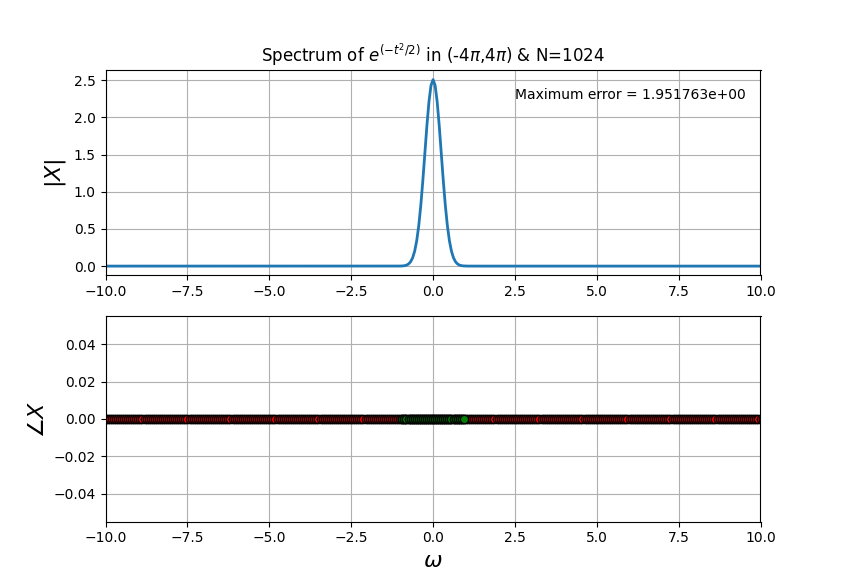 Spectrum of $e^{(-t^2/2)}$ in (-4π,4π) & N=1024
Maximum error = 1.951763e+00
|X|
2.5
2.0
1.5
1.0
0.5
0.0
−10.0 −7.5 −5.0 −2.5 0.0 2.5 5.0 7.5 10.0
∠X
0.04
0.02
0.00
−0.02
−0.04
−10.0 −7.5 −5.0 −2.5 0.0 2.5 5.0 7.5 10.0
ω